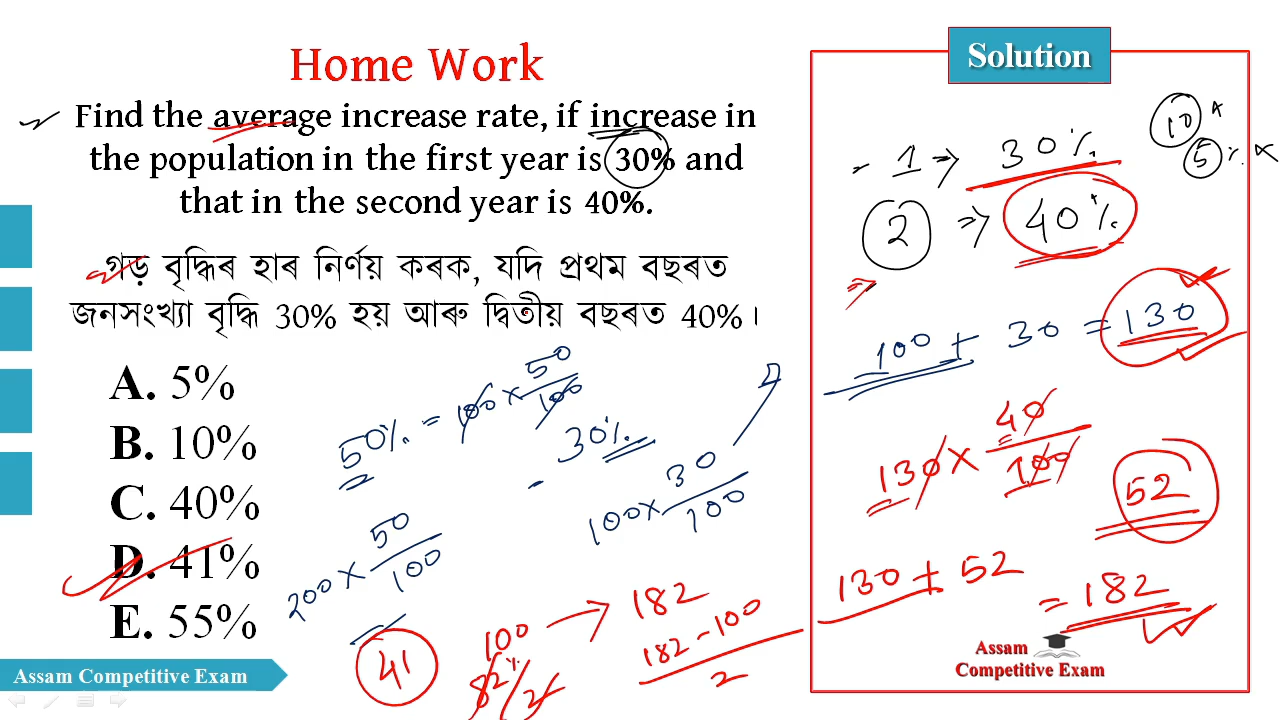 Home Work
Find the average increase rate, if increase in
the population in the first year is 30% and
that in the second year is 40%.
গড় বৃদ্ধিৰ হাৰ নিৰ্ণয় কৰক, যদি প্ৰথম বছৰত
জনসংখ্যা বৃদ্ধি 30% হয় আৰু দ্বিতীয় বছৰত 40%।
A. 5%
B. 10%
C. 40%
D. 41%
E. 55%
50% = 100 × 50/100
30%
100 × 30/100
200 × 50/100
41
100 → 182
82%/2
182 - 100
2
Assam Competitive Exam
Solution
10
5%
1 ⇒ 30%
2 ⇒ 40%
⇒
100 + 30 = 130
130 × 40/100
52
130 + 52
= 182
Assam
Competitive Exam